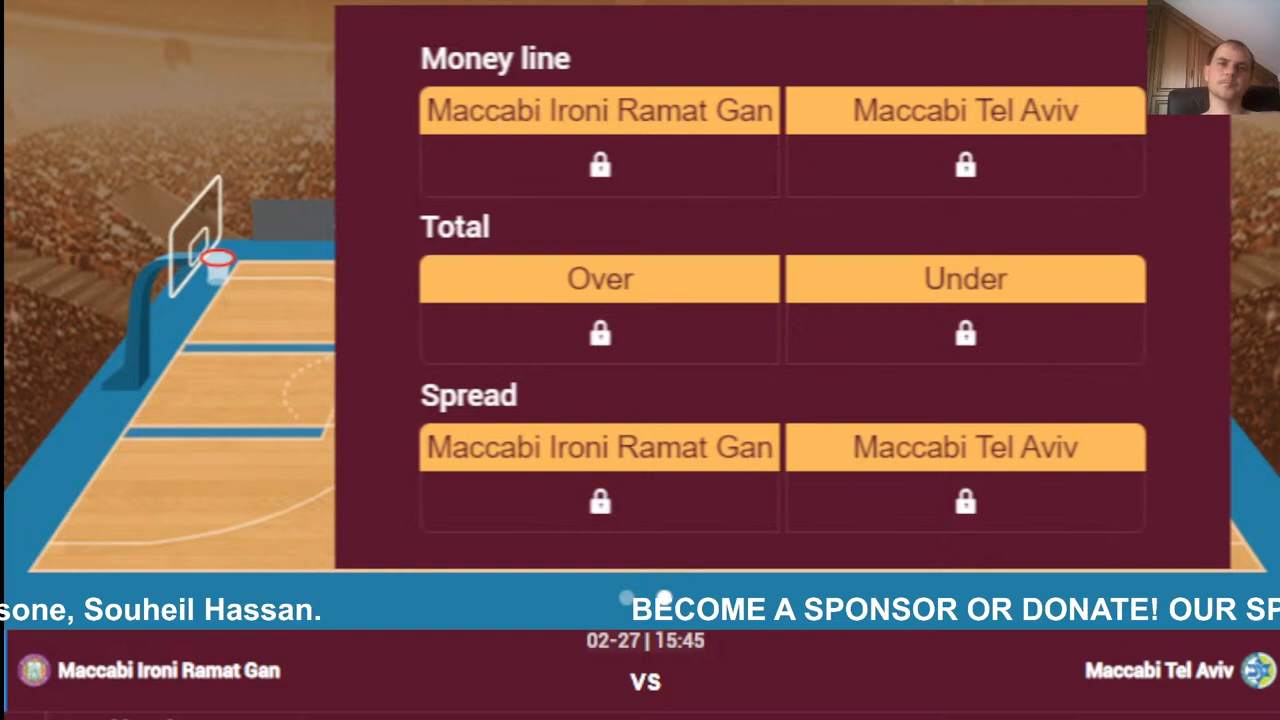 Money line
Maccabi Ironi Ramat Gan
Maccabi Tel Aviv
Total
Over
Under
Spread
Maccabi Ironi Ramat Gan
Maccabi Tel Aviv
sone, Souheil Hassan.
BECOME A SPONSOR OR DONATE! OUR SP
02-27 | 15:45
Maccabi Ironi Ramat Gan
VS
Maccabi Tel Aviv